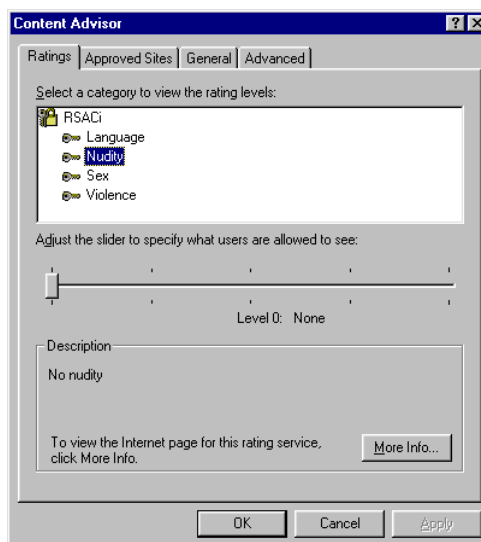 Content Advisor
Ratings Approved Sites General Advanced
Select a category to view the rating levels:
RSACi
Language
Nudity
Sex
Violence
Adjust the slider to specify what users are allowed to see:
Level 0: None
Description
No nudity
To view the Internet page for this rating service,
click More Info.
More Info...
OK Cancel Apply